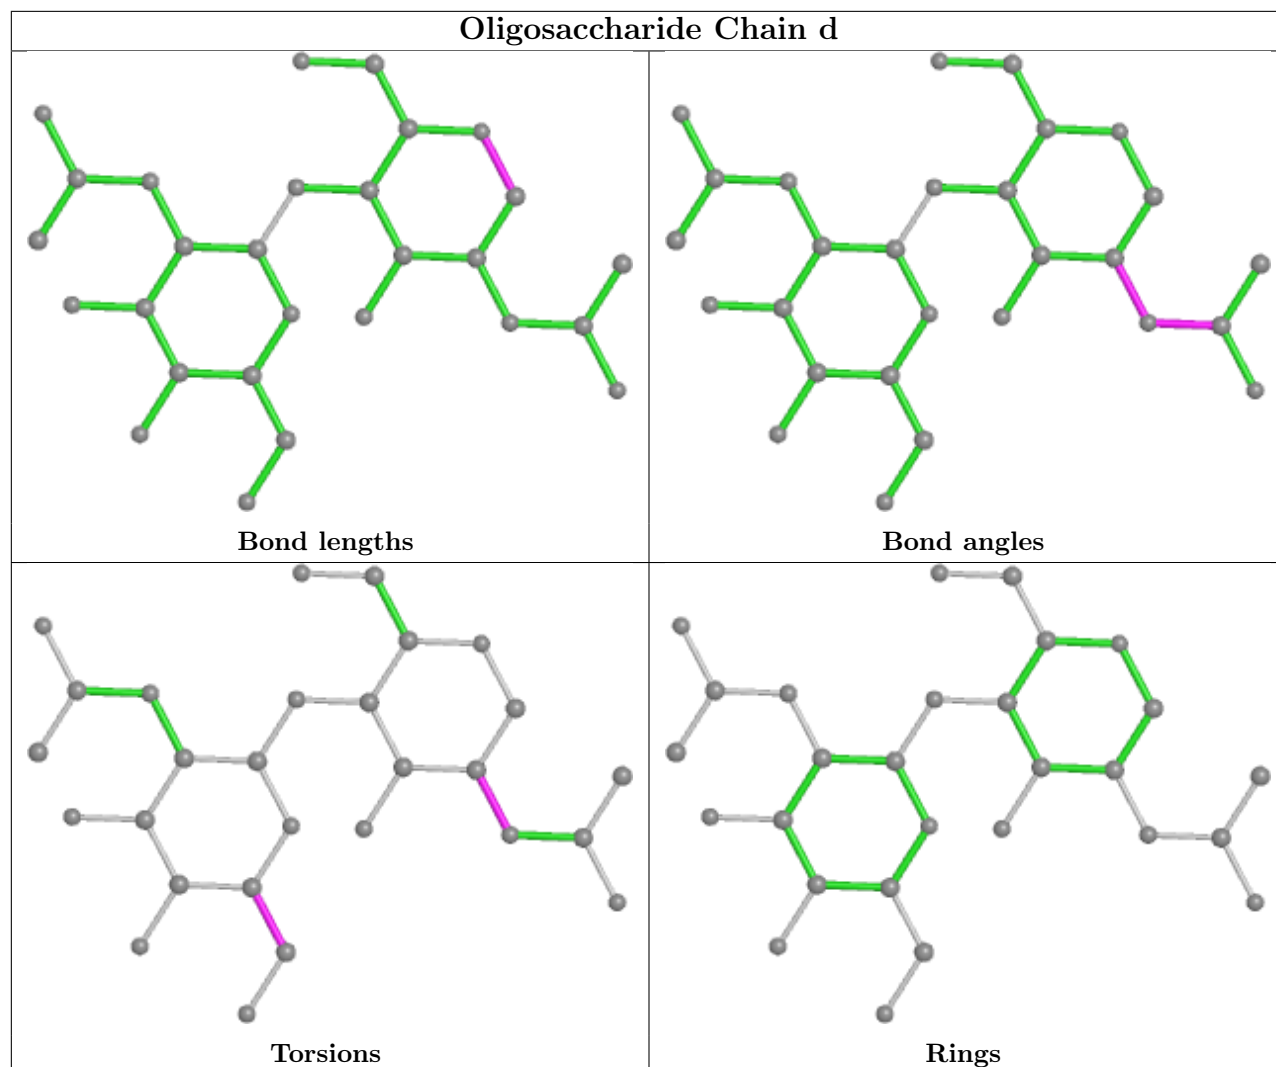 Oligosaccharide Chain d
Bond lengths
Bond angles
Torsions
Rings